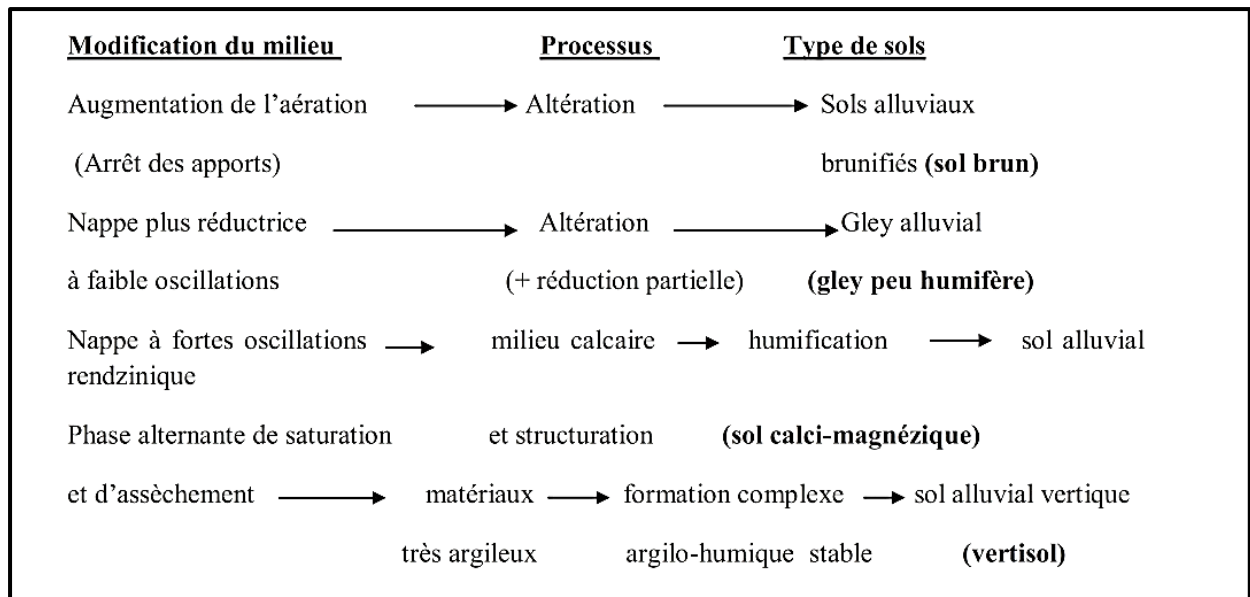 Modification du milieu Processus Type de sols
Augmentation de l'aération Altération Sols alluviaux
(Arrêt des apports) brunifiés (sol brun)
Nappe plus réductrice Altération Gley alluvial
à faible oscillations (+ réduction partielle) (gley peu humifère)
Nappe à fortes oscillations milieu calcaire humification sol alluvial
rendzinique
Phase alternante de saturation et structuration (sol calci-magnézique)
et d'assèchement matériaux formation complexe sol alluvial vertique
très argileux argilo-humique stable (vertisol)